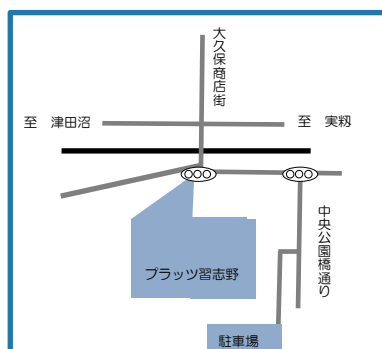 大久保商店街
至　津田沼
至　実籾
中央公園橋通り
プラッツ習志野
駐車場